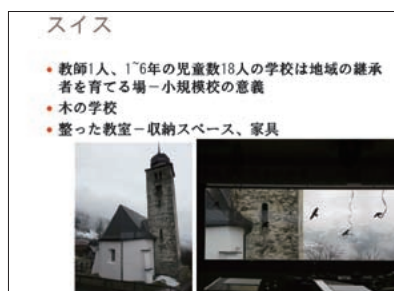 スイス
• 教師1人、1~6年の児童数18人の学校は地域の継承
者を育てる場－小規模校の意義
• 木の学校
• 整った教室－収納スペース、家具